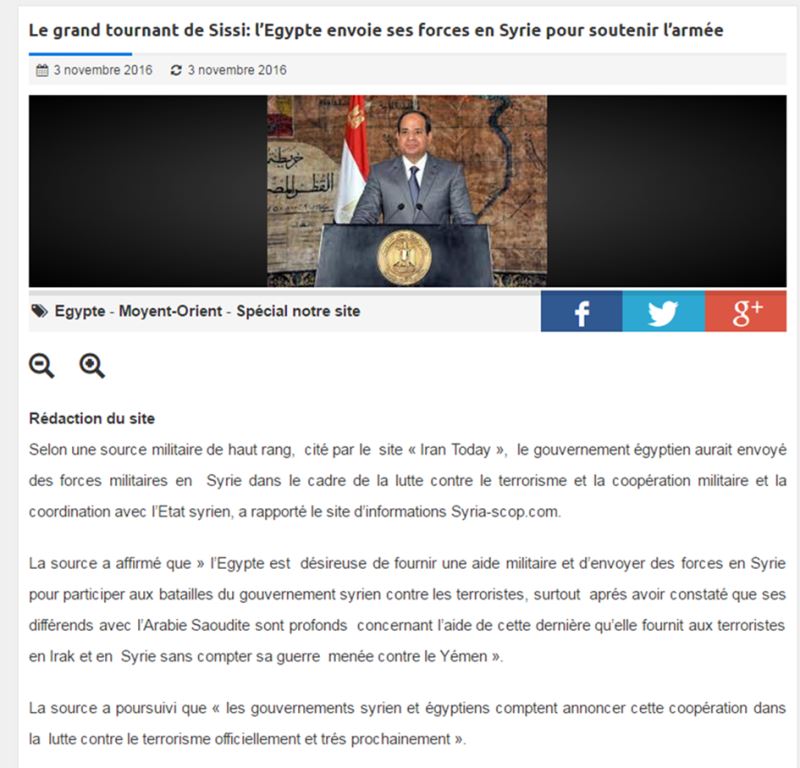 Le grand tournant de Sissi: l’Egypte envoie ses forces en Syrie pour soutenir l’armée
3 novembre 2016 3 novembre 2016
خريطة
القطر المصر
Egypte - Moyent-Orient - Spécial notre site
f g+
Rédaction du site
Selon une source militaire de haut rang, cité par le site « Iran Today », le gouvernement égyptien aurait envoyé
des forces militaires en Syrie dans le cadre de la lutte contre le terrorisme et la coopération militaire et la
coordination avec l’Etat syrien, a rapporté le site d’informations Syria-scop.com.
La source a affirmé que » l’Egypte est désireuse de fournir une aide militaire et d’envoyer des forces en Syrie
pour participer aux batailles du gouvernement syrien contre les terroristes, surtout aprés avoir constaté que ses
différends avec l’Arabie Saoudite sont profonds concernant l’aide de cette dernière qu’elle fournit aux terroristes
en Irak et en Syrie sans compter sa guerre menée contre le Yémen ».
La source a poursuivi que « les gouvernements syrien et égyptiens comptent annoncer cette coopération dans
la lutte contre le terrorisme officiellement et trés prochainement ».